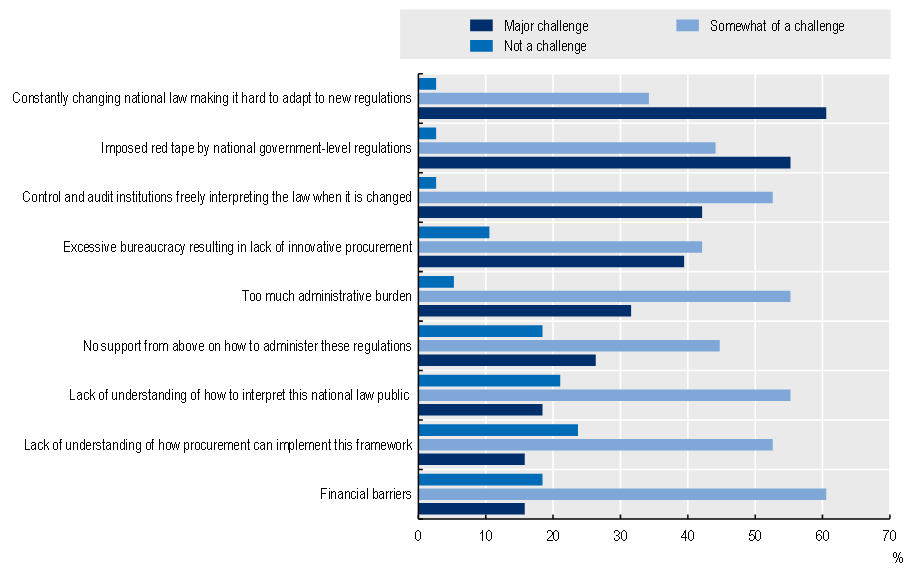 Major challenge
Somewhat of a challenge
Not a challenge
Constantly changing national law making it hard to adapt to new regulations
Imposed red tape by national government-level regulations
Control and audit institutions freely interpreting the law when it is changed
Excessive bureaucracy resulting in lack of innovative procurement
Too much administrative burden
No support from above on how to administer these regulations
Lack of understanding of how to interpret this national law public
Lack of understanding of how procurement can implement this framework
Financial barriers
0 10 20 30 40 50 60 70
%